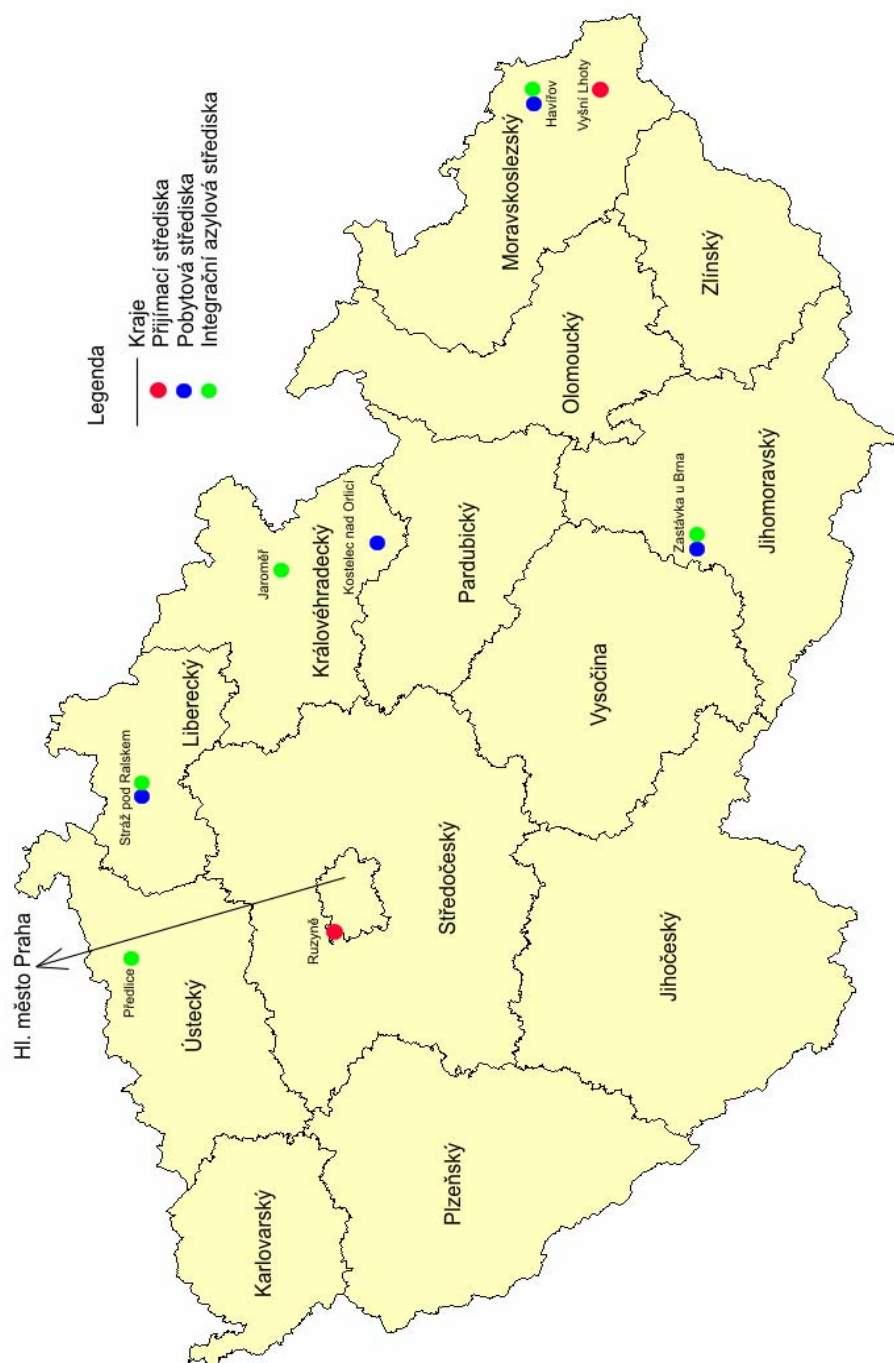 Legenda
Kraje
Přijímací střediska
Pobytová střediska
Integrační azylová střediska
Hl. město Praha
Předlice
Ústecký
Stráž pod Ralskem
Liberecký
Jaroměř
Královéhradecký
Kostelec nad Orlicí
Karlovarský
Ruzyně
Středočeský
Plzeňský
Pardubický
Olomoucký
Moravskoslezský
Havířov
Vyšní Lhoty
Vysočina
Jihočeský
Zastávka u Brna
Jihomoravský
Zlínský